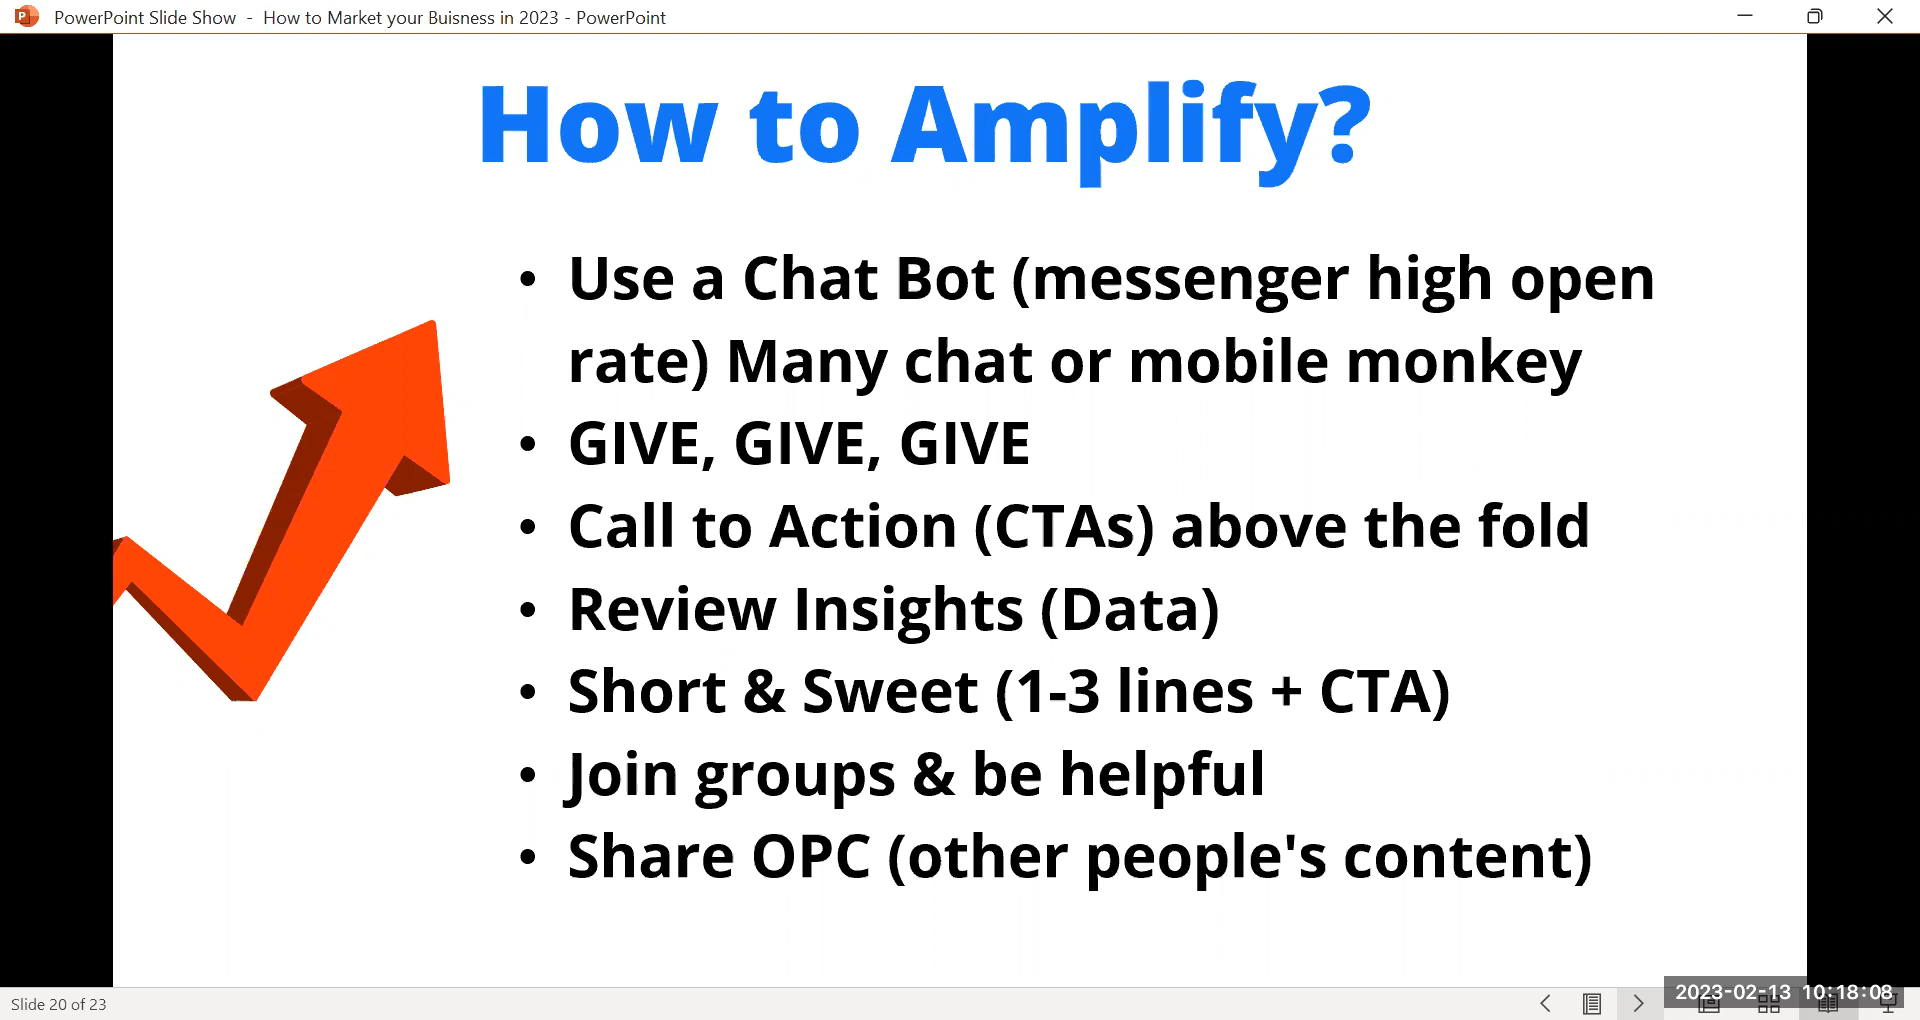 PowerPoint Slide Show - How to Market your Buisness in 2023 - PowerPoint
How to Amplify?
• Use a Chat Bot (messenger high open
rate) Many chat or mobile monkey
• GIVE, GIVE, GIVE
• Call to Action (CTAs) above the fold
• Review Insights (Data)
• Short & Sweet (1-3 lines + CTA)
• Join groups & be helpful
• Share OPC (other people's content)
Slide 20 of 23
2023-02-13 10:18:08